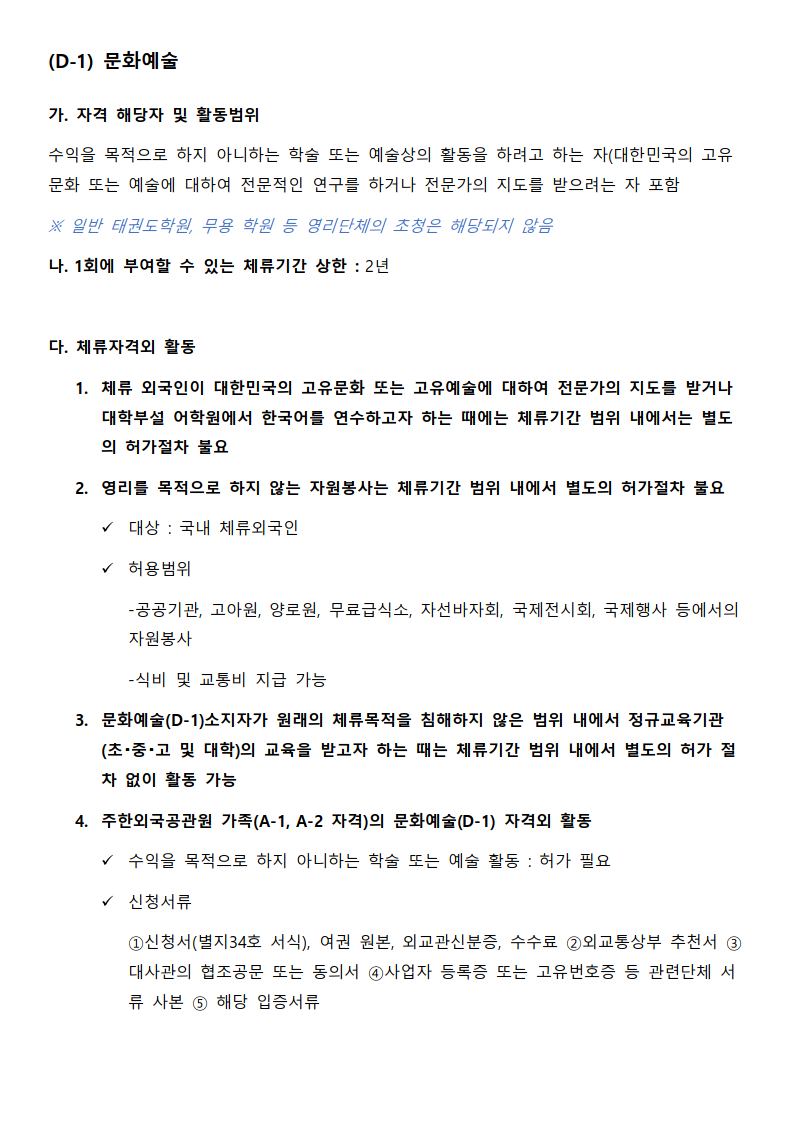 (D-1) 문화예술
가. 자격 해당자 및 활동범위
수익을 목적으로 하지 아니하는 학술 또는 예술상의 활동을 하려고 하는 자(대한민국의 고유
문화 또는 예술에 대하여 전문적인 연구를 하거나 전문가의 지도를 받으려는 자 포함
※ 일반 태권도학원, 무용 학원 등 영리단체의 초청은 해당되지 않음
나. 1회에 부여할 수 있는 체류기간 상한 : 2년
다. 체류자격외 활동
1. 체류 외국인이 대한민국의 고유문화 또는 고유예술에 대하여 전문가의 지도를 받거나
대학부설 어학원에서 한국어를 연수하고자 하는 때에는 체류기간 범위 내에서는 별도
의 허가절차 불요
2. 영리를 목적으로 하지 않는 자원봉사는 체류기간 범위 내에서 별도의 허가절차 불요
✓ 대상 : 국내 체류외국인
✓ 허용범위
-공공기관, 고아원, 양로원, 무료급식소, 자선바자회, 국제전시회, 국제행사 등에서의
자원봉사
-식비 및 교통비 지급 가능
3. 문화예술(D-1)소지자가 원래의 체류목적을 침해하지 않은 범위 내에서 정규교육기관
(초･중･고 및 대학)의 교육을 받고자 하는 때는 체류기간 범위 내에서 별도의 허가 절
차 없이 활동 가능
4. 주한외국공관원 가족(A-1, A-2 자격)의 문화예술(D-1) 자격외 활동
✓ 수익을 목적으로 하지 아니하는 학술 또는 예술 활동 : 허가 필요
✓ 신청서류
①신청서(별지34호 서식), 여권 원본, 외교관신분증, 수수료 ②외교통상부 추천서 ③
대사관의 협조공문 또는 동의서 ④사업자 등록증 또는 고유번호증 등 관련단체 서
류 사본 ⑤ 해당 입증서류